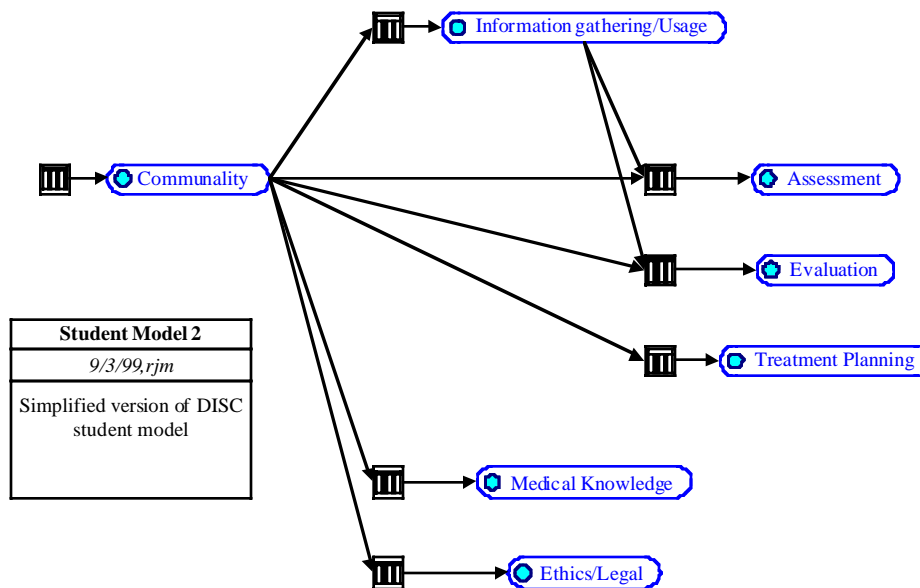 Information gathering/Usage
Communality
Assessment
Evaluation
Student Model 2
9/3/99,rjm
Treatment Planning
Simplified version of DISC
student model
Medical Knowledge
Ethics/Legal